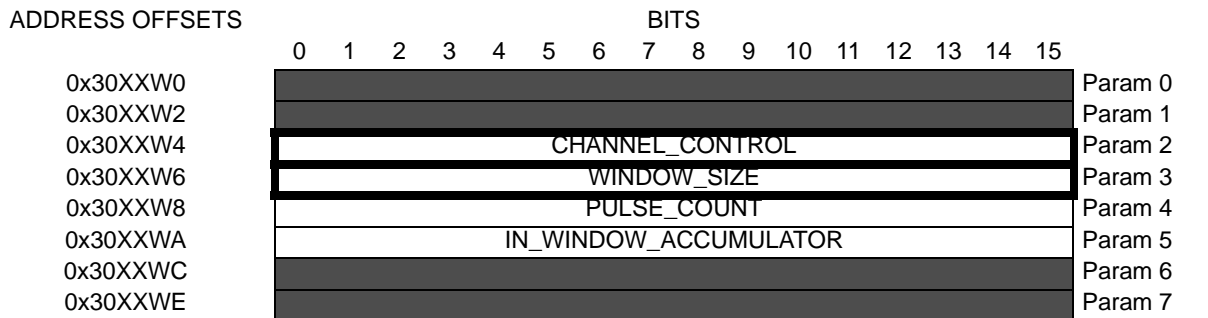 ADDRESS OFFSETS BITS
0 1 2 3 4 5 6 7 8 9 10 11 12 13 14 15
0x30XXW0 Param 0
0x30XXW2 Param 1
0x30XXW4 CHANNEL_CONTROL Param 2
0x30XXW6 WINDOW_SIZE Param 3
0x30XXW8 PULSE_COUNT Param 4
0x30XXWA IN_WINDOW_ACCUMULATOR Param 5
0x30XXWC Param 6
0x30XXWE Param 7